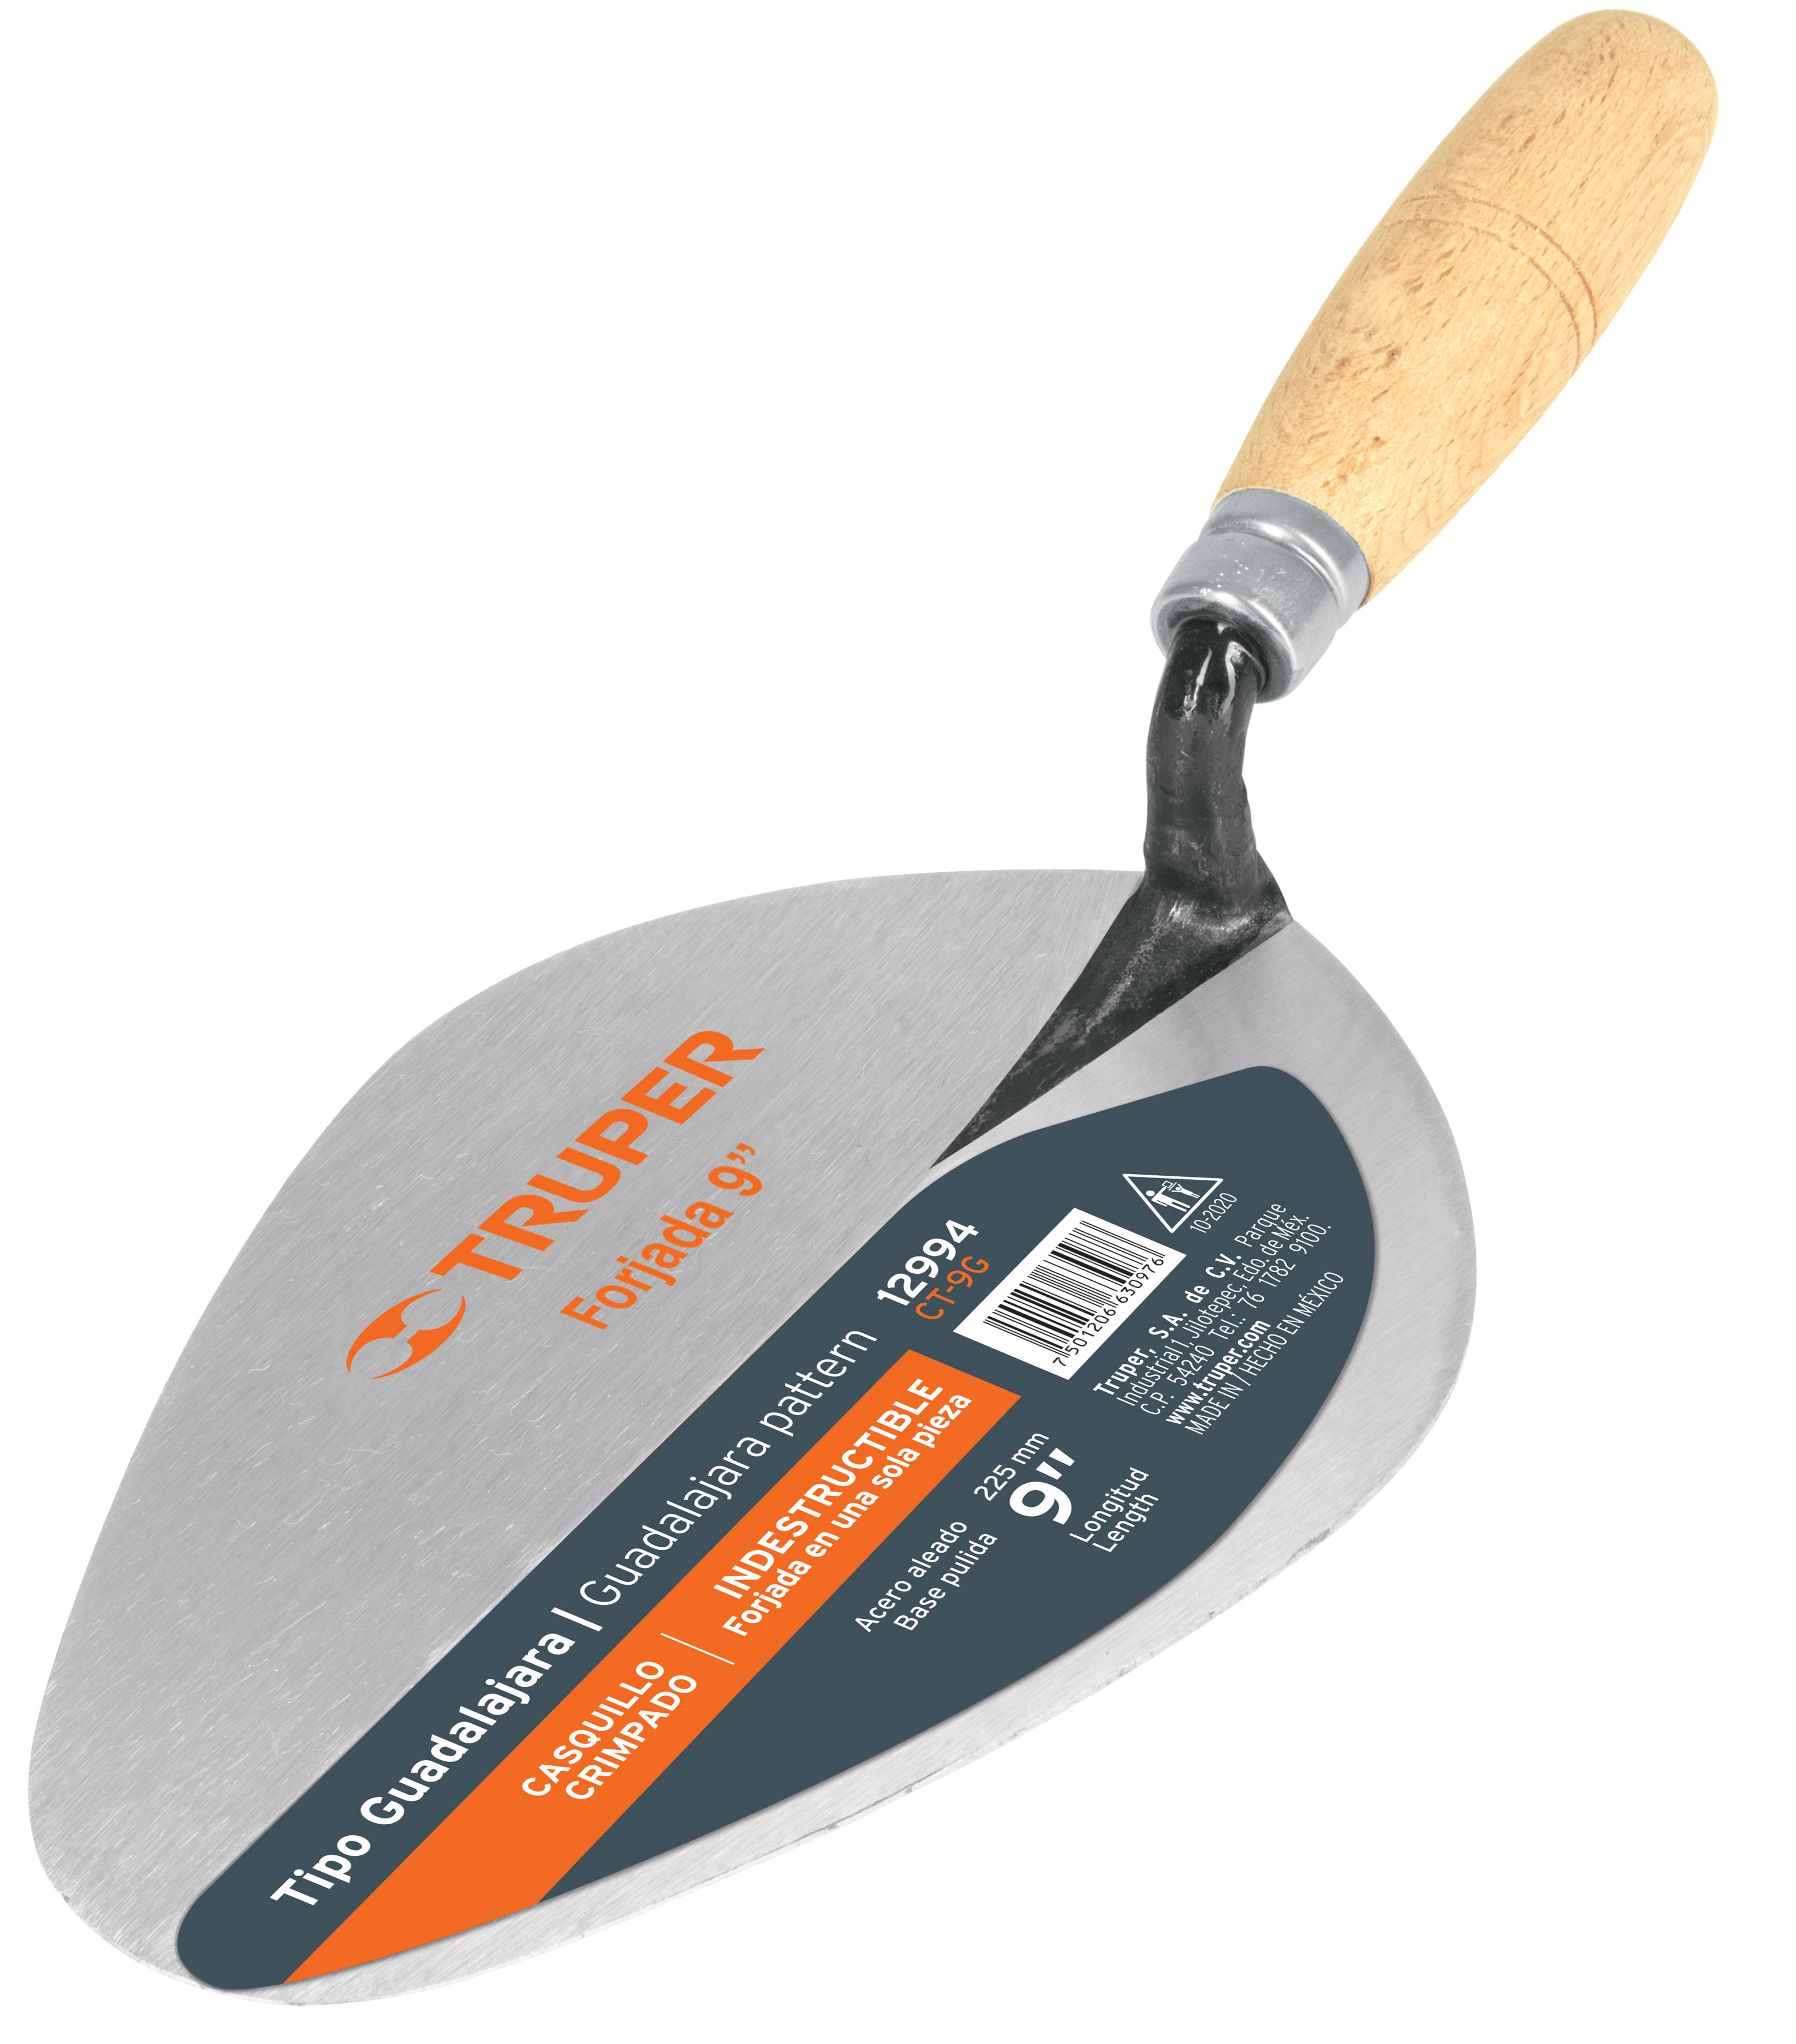 TRUPER
Forjada 9”
Tipo Guadalajara | Guadalajara pattern
12994
CT-9G
CASQUILLO
CRIMPADO
INDESTRUCTIBLE
Forjada en una sola pieza
Acero aleado
Base pulida
225 mm
9"
Longitud
Length
7 501206 630976
10-2020
Truper, S.A. de C.V. Parque
Industrial 1, Jilotepec, Edo. de Méx.
C.P. 54240 Tel.: 76 1782 9100.
www.truper.com
MADE IN / HECHO EN MÉXICO